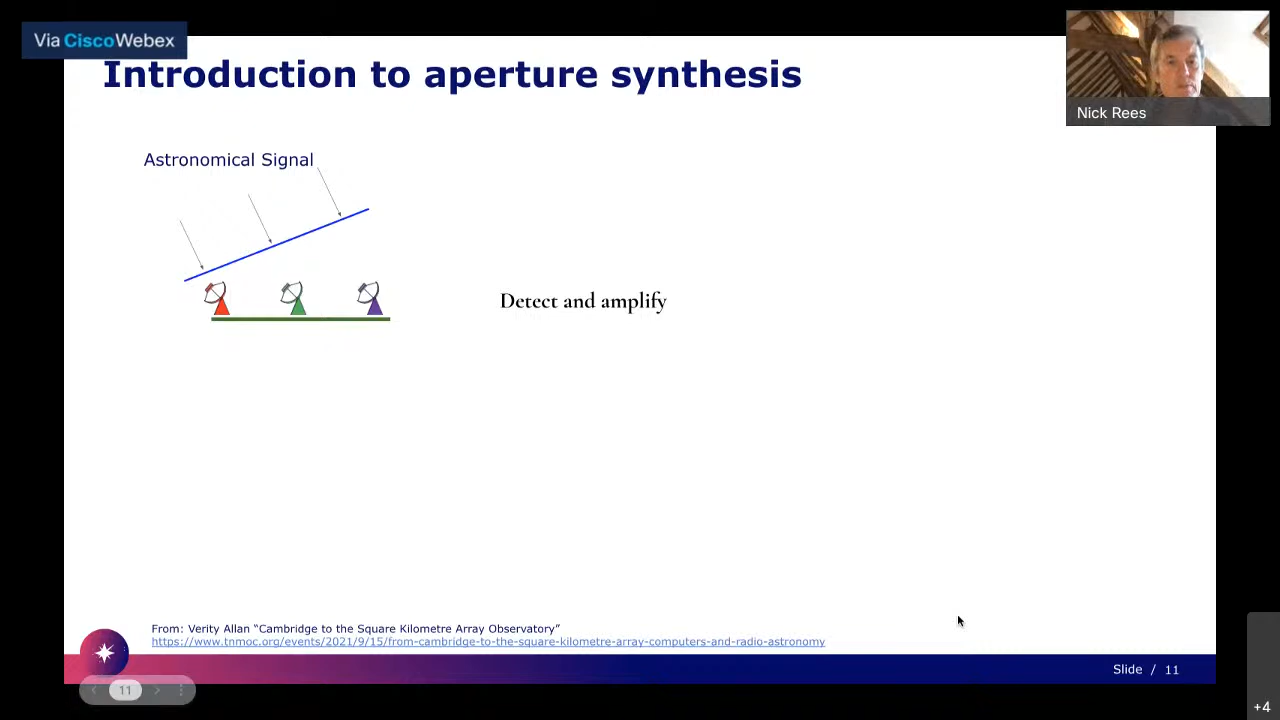 Via Cisco Webex
Introduction to aperture synthesis
Nick Rees
Astronomical Signal
Detect and amplify
From: Verity Allan “Cambridge to the Square Kilometre Array Observatory”
https://www.tnmoc.org/events/2021/9/15/from-cambridge-to-the-square-kilometre-array-computers-and-radio-astronomy
Slide / 11
11
+4